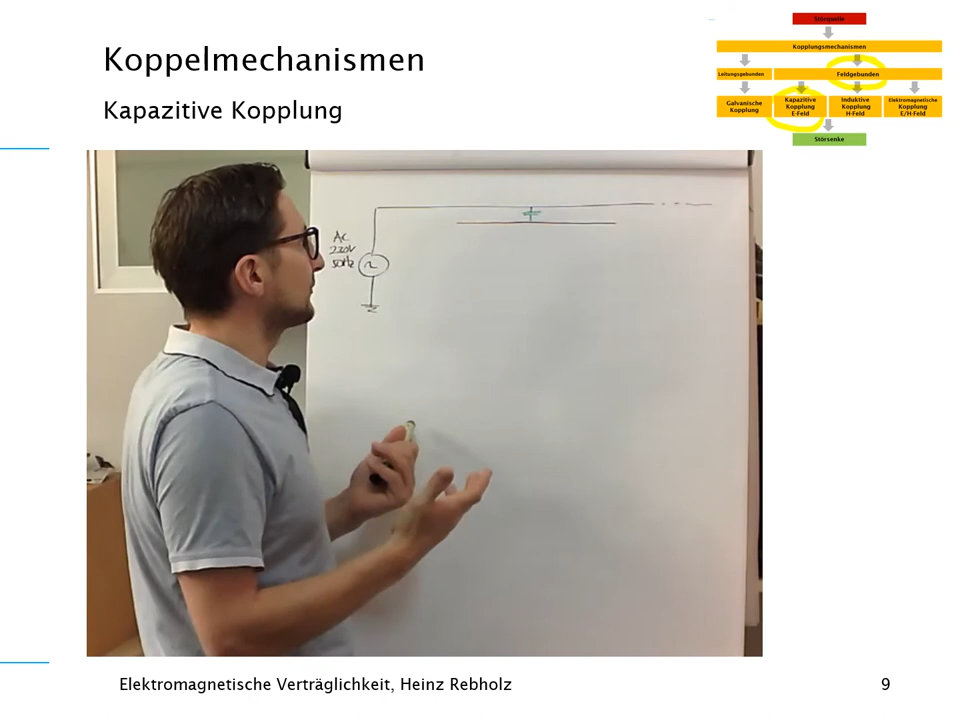 Koppelmechanismen
Kapazitive Kopplung
Störquelle
Kopplungsmechanismen
Leitungsgebunden
Feldgebunden
Galvanische
Kopplung
Kapazitive
Kopplung
E-Feld
Induktive
Kopplung
H-Feld
Elektromagnetische
Kopplung
E/H-Feld
Störsenke
AC
230V
50Hz
Elektromagnetische Verträglichkeit, Heinz Rebholz
9